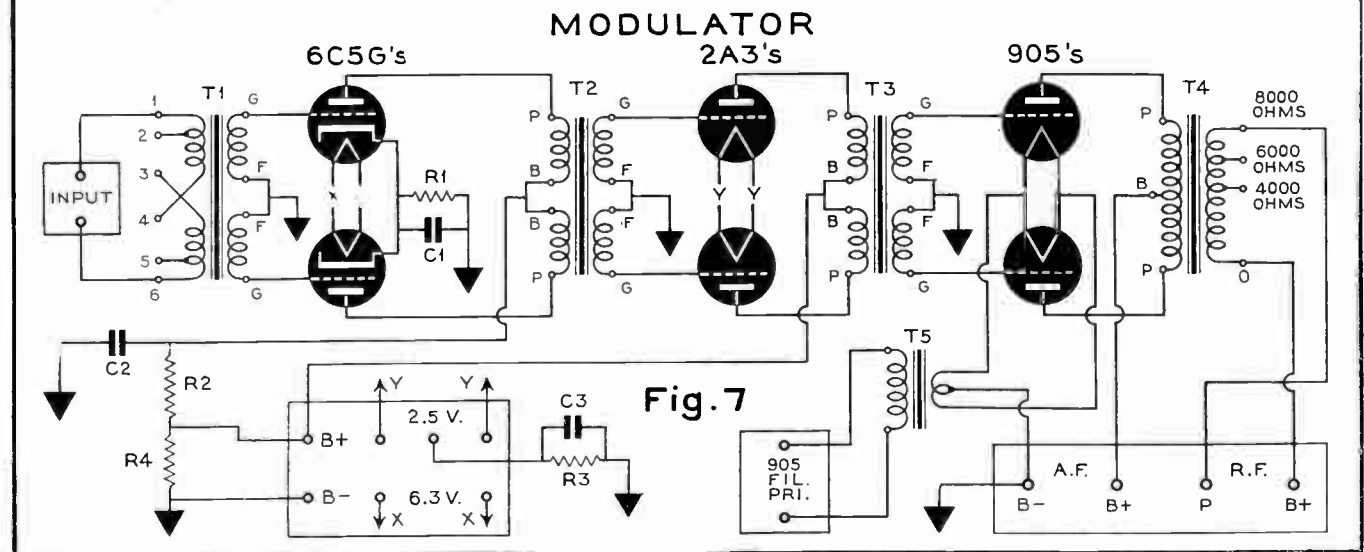 MODULATOR
6C5G's 2A3's 905's
T1 T2 T3 T4
1
2
3
4
5
6
INPUT
G
F
F
G
X X
R1
C1
P
B
B
P
G
F
F
G
Y Y
P
B
B
P
G
F
F
G
P
B
P
8000
OHMS
6000
OHMS
4000
OHMS
0
C2
R2
R4
Y Y
B+ 2.5 V.
B- 6.3 V.
X X
C3
R3
Fig. 7
T5
905
FIL.
PRI.
A.F. R.F.
B- B+ P B+